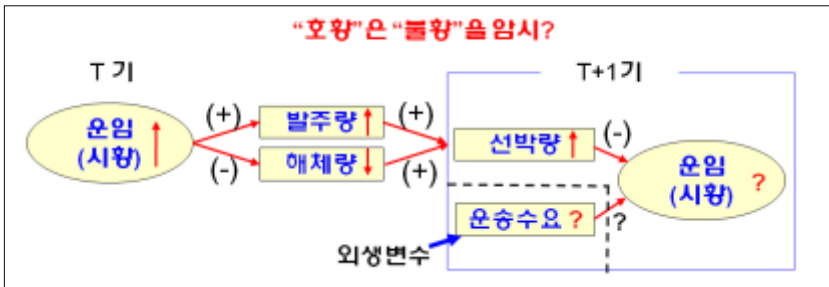 “호황”은 “불황”을 암시?
T 기
T+1기
운임
(시황)
(+)
(-)
발주량
해체량
(+)
(+)
선박량
(-)
운송수요 ?
?
운임
(시황) ?
외생변수